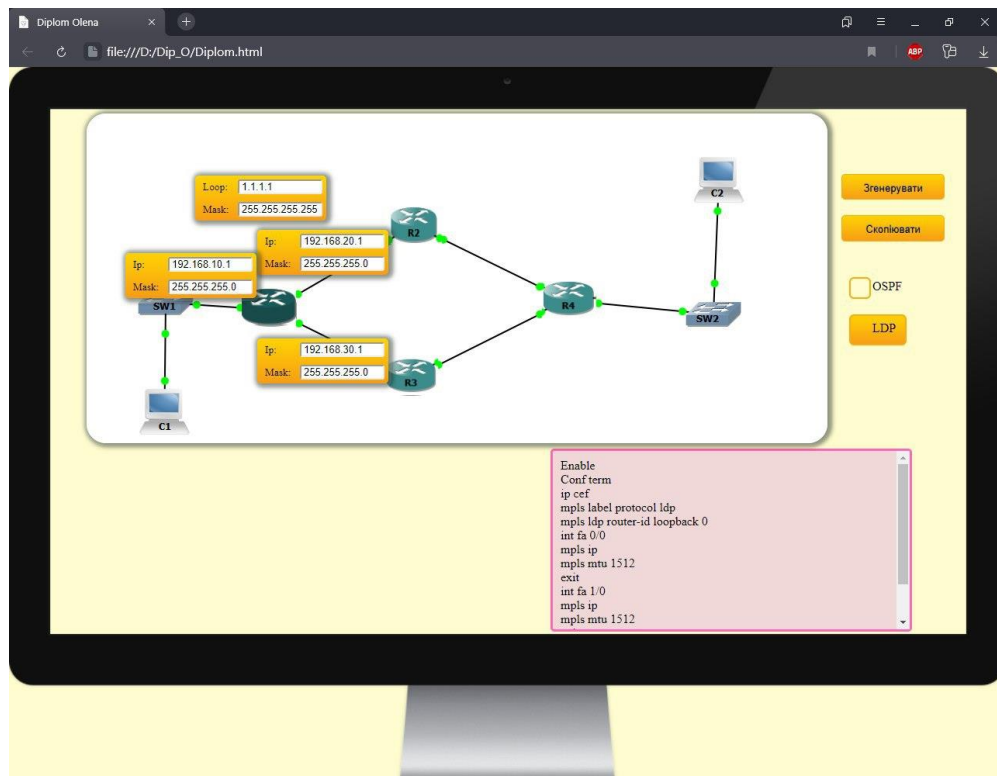 Diplom Olena
file:///D:/Dip_O/Diplom.html
ABP
Loop: 1.1.1.1
Mask: 255.255.255.255
Ip: 192.168.20.1
Mask: 255.255.255.0
Ip: 192.168.10.1
Mask: 255.255.255.0
Ip: 192.168.30.1
Mask: 255.255.255.0
R2
C2
R4
SW1
SW2
R3
C1
Згенерувати
Скопіювати
OSPF
LDP
Enable
Conf term
ip cef
mpls label protocol ldp
mpls ldp router-id loopback 0
int fa 0/0
mpls ip
mpls mtu 1512
exit
int fa 1/0
mpls ip
mpls mtu 1512